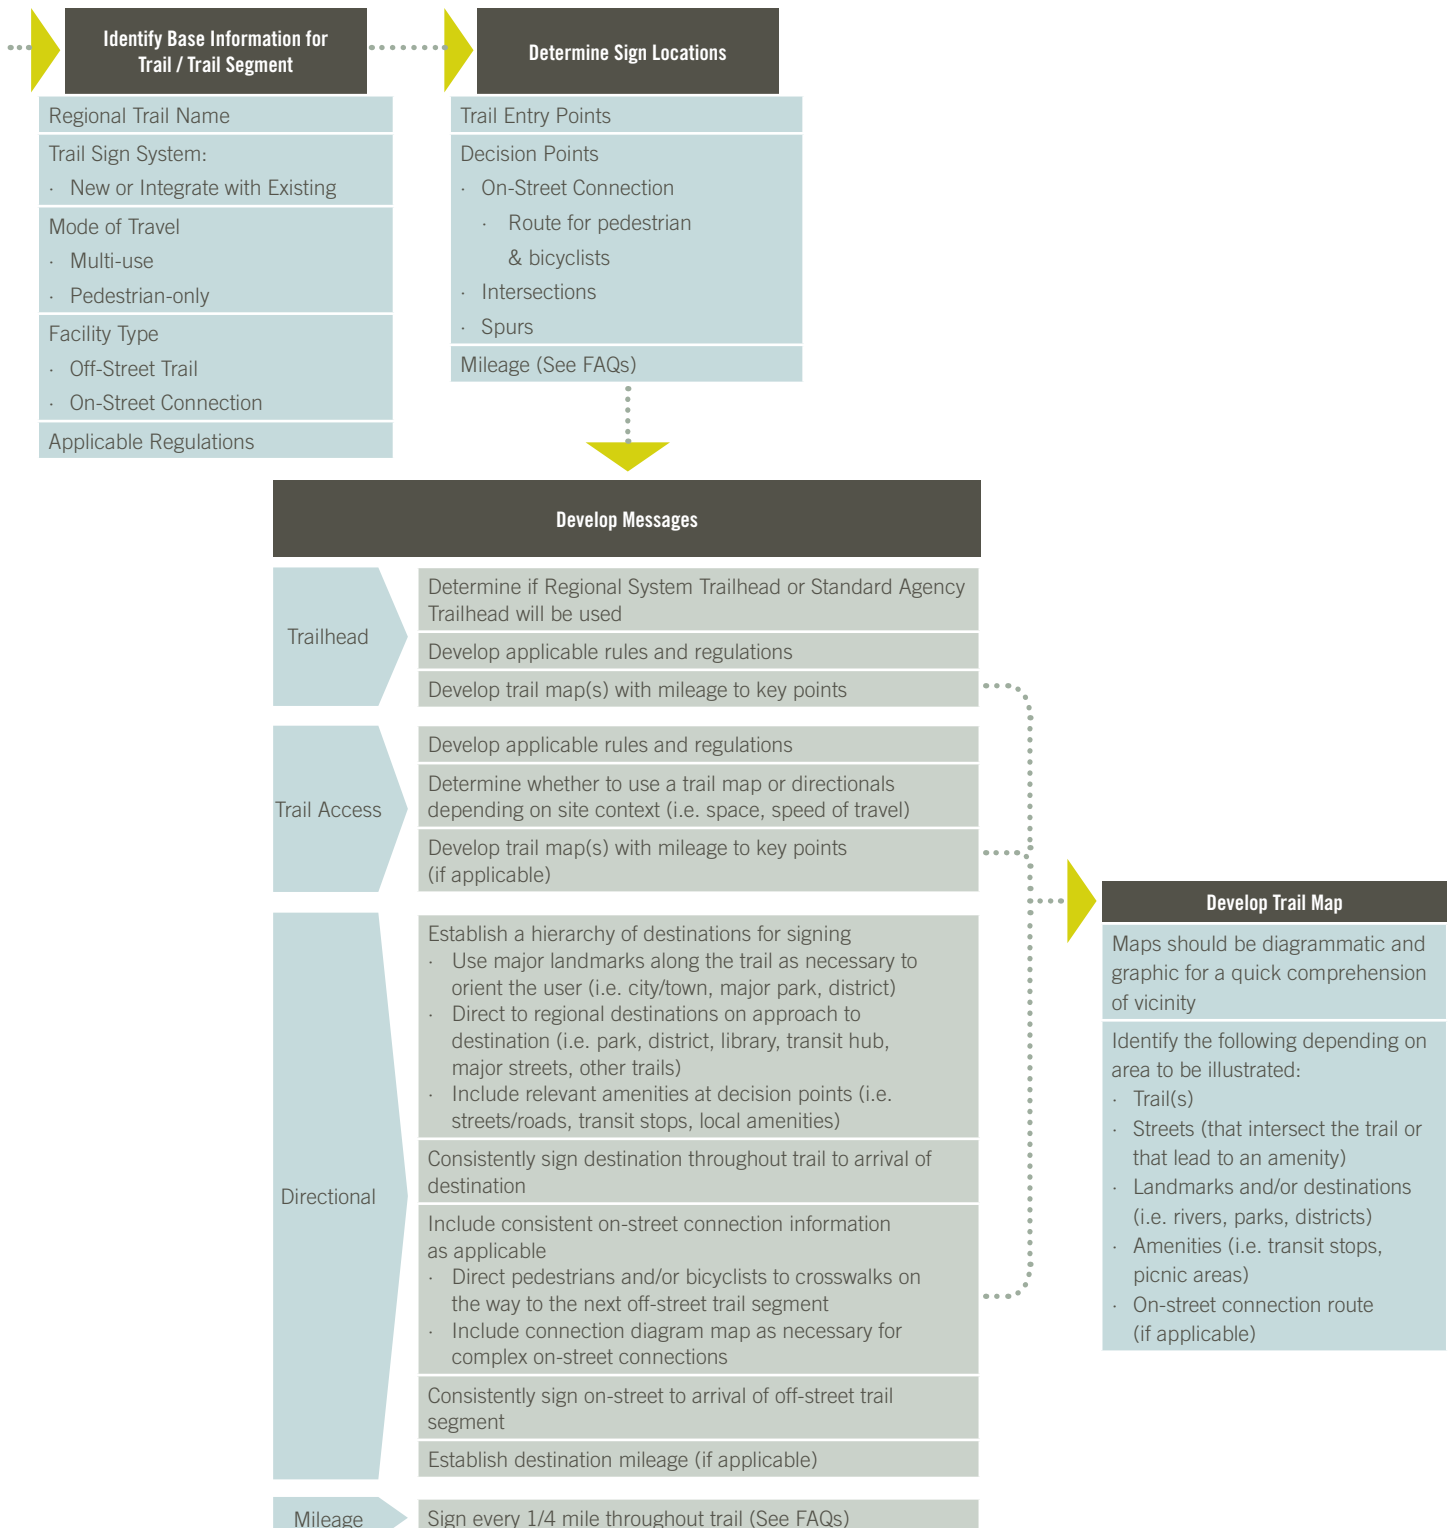 Identify Base Information for
Trail / Trail Segment
Regional Trail Name
Trail Sign System:
· New or Integrate with Existing
Mode of Travel
· Multi-use
· Pedestrian-only
Facility Type
· Off-Street Trail
· On-Street Connection
Applicable Regulations
Determine Sign Locations
Trail Entry Points
Decision Points
· On-Street Connection
· Route for pedestrian
& bicyclists
· Intersections
· Spurs
Mileage (See FAQs)
Develop Messages
Trailhead
Determine if Regional System Trailhead or Standard Agency
Trailhead will be used
Develop applicable rules and regulations
Develop trail map(s) with mileage to key points
Trail Access
Develop applicable rules and regulations
Determine whether to use a trail map or directionals
depending on site context (i.e. space, speed of travel)
Develop trail map(s) with mileage to key points
(if applicable)
Directional
Establish a hierarchy of destinations for signing
· Use major landmarks along the trail as necessary to
orient the user (i.e. city/town, major park, district)
· Direct to regional destinations on approach to
destination (i.e. park, district, library, transit hub,
major streets, other trails)
· Include relevant amenities at decision points (i.e.
streets/roads, transit stops, local amenities)
Consistently sign destination throughout trail to arrival of
destination
Include consistent on-street connection information
as applicable
· Direct pedestrians and/or bicyclists to crosswalks on
the way to the next off-street trail segment
· Include connection diagram map as necessary for
complex on-street connections
Consistently sign on-street to arrival of off-street trail
segment
Establish destination mileage (if applicable)
Mileage
Sign every 1/4 mile throughout trail (See FAQs)
Develop Trail Map
Maps should be diagrammatic and
graphic for a quick comprehension
of vicinity
Identify the following depending on
area to be illustrated:
· Trail(s)
· Streets (that intersect the trail or
that lead to an amenity)
· Landmarks and/or destinations
(i.e. rivers, parks, districts)
· Amenities (i.e. transit stops,
picnic areas)
· On-street connection route
(if applicable)